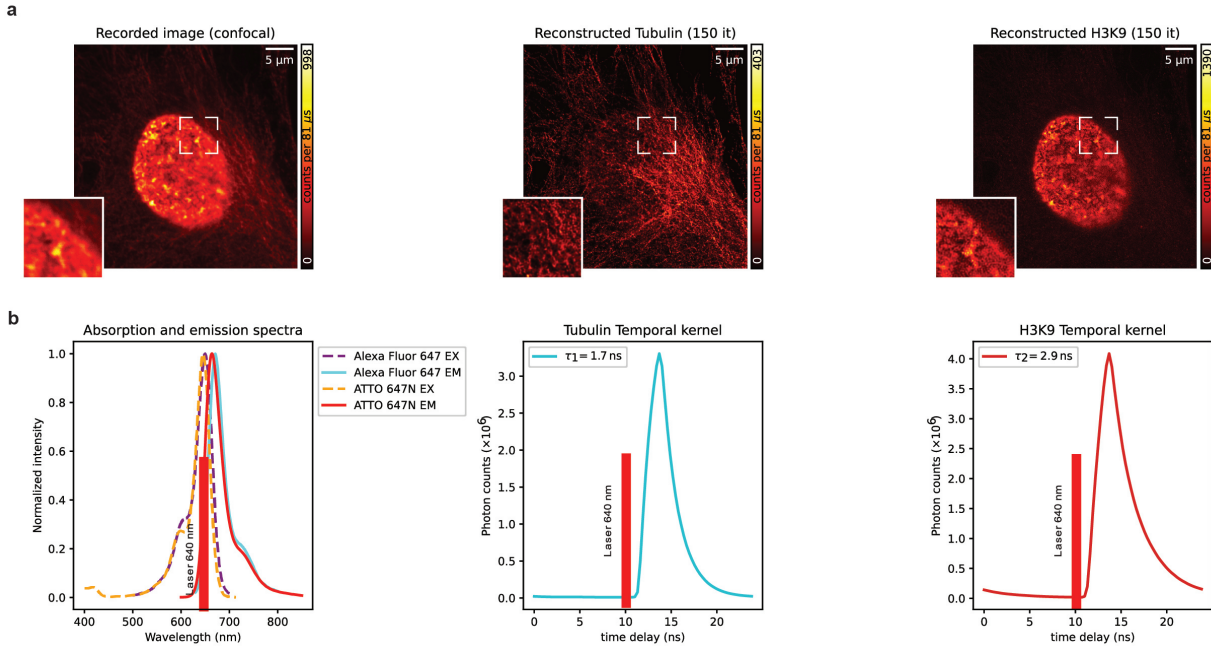 a
Recorded image (confocal)
5 µm
998
counts per 81 µs
0
Reconstructed Tubulin (150 it)
5 µm
403
counts per 81 µs
0
Reconstructed H3K9 (150 it)
5 µm
1390
counts per 81 µs
0
b
Absorption and emission spectra
Normalized intensity
1.0
0.8
0.6
0.4
0.2
0.0
Laser 640 nm
400
500
600
700
800
Wavelength (nm)
Alexa Fluor 647 EX
Alexa Fluor 647 EM
ATTO 647N EX
ATTO 647N EM
Tubulin Temporal kernel
τ1 = 1.7 ns
Photon counts (×10⁶)
3.0
2.5
2.0
1.5
1.0
0.5
0.0
Laser 640 nm
0
5
10
15
20
time delay (ns)
H3K9 Temporal kernel
τ2 = 2.9 ns
Photon counts (×10⁶)
4.0
3.5
3.0
2.5
2.0
1.5
1.0
0.5
0.0
Laser 640 nm
0
5
10
15
20
time delay (ns)